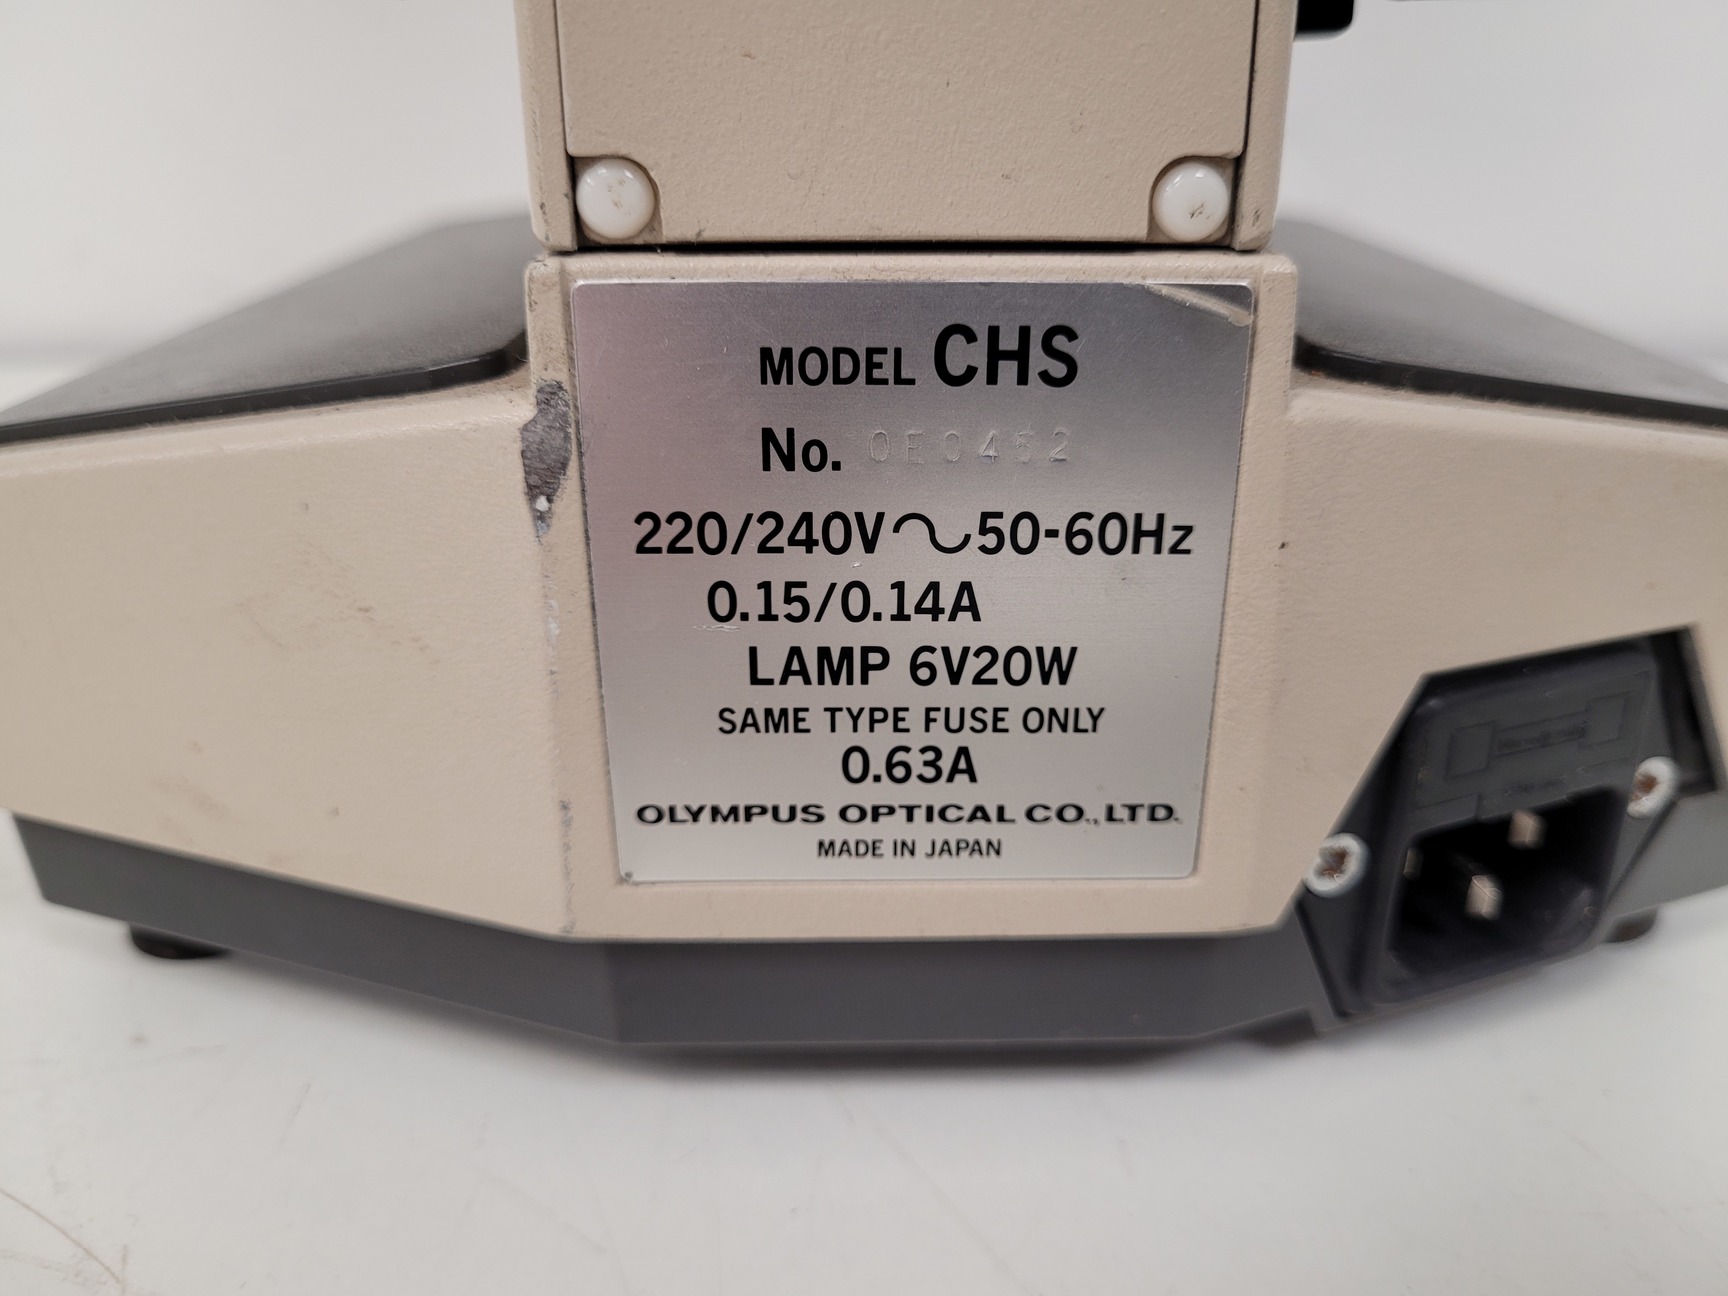 MODEL CHS
No. 0E0452
220/240V～50-60Hz
0.15/0.14A
LAMP 6V20W
SAME TYPE FUSE ONLY
0.63A
OLYMPUS OPTICAL CO., LTD.
MADE IN JAPAN